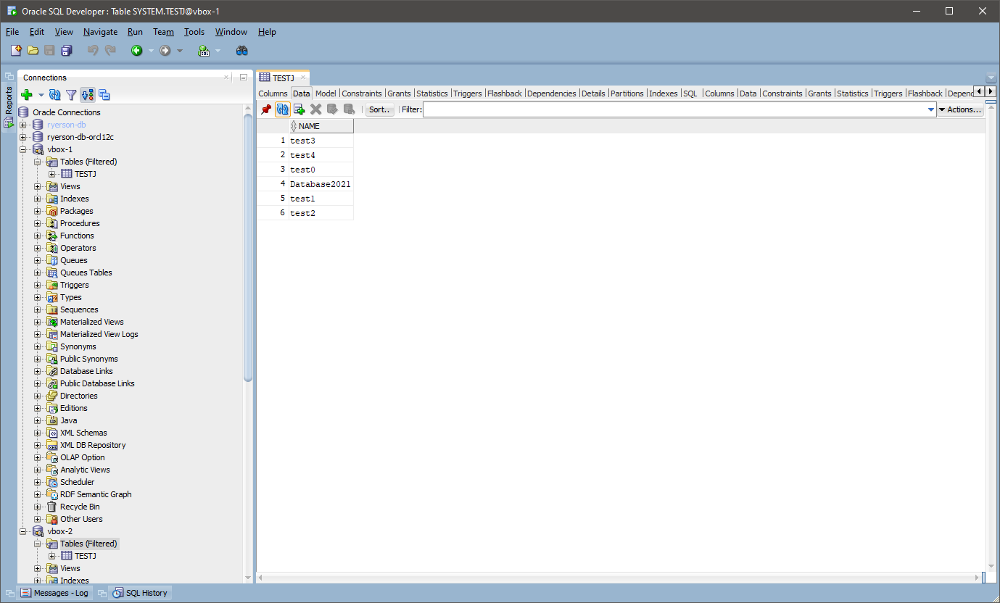 Oracle SQL Developer : Table SYSTEM.TESTJ@vbox-1
File Edit View Navigate Run Team Tools Window Help
Reports
Connections
Oracle Connections
ryerson-db
ryerson-db-orcl12c
vbox-1
Tables (Filtered)
TESTJ
Views
Indexes
Packages
Procedures
Functions
Operators
Queues
Queues Tables
Triggers
Types
Sequences
Materialized Views
Materialized View Logs
Synonyms
Public Synonyms
Database Links
Public Database Links
Directories
Editions
Java
XML Schemas
XML DB Repository
OLAP Option
Analytic Views
Scheduler
RDF Semantic Graph
Recycle Bin
Other Users
vbox-2
Tables (Filtered)
TESTJ
Views
Indexes
TESTJ
Columns Data Model Constraints Grants Statistics Triggers Flashback Dependencies Details Partitions Indexes SQL Columns Data Constraints Grants Statistics Triggers Flashback Depenc
Sort.. Filter: Actions...
NAME
1 test3
2 test4
3 test0
4 Database2021
5 test1
6 test2
Messages - Log SQL History